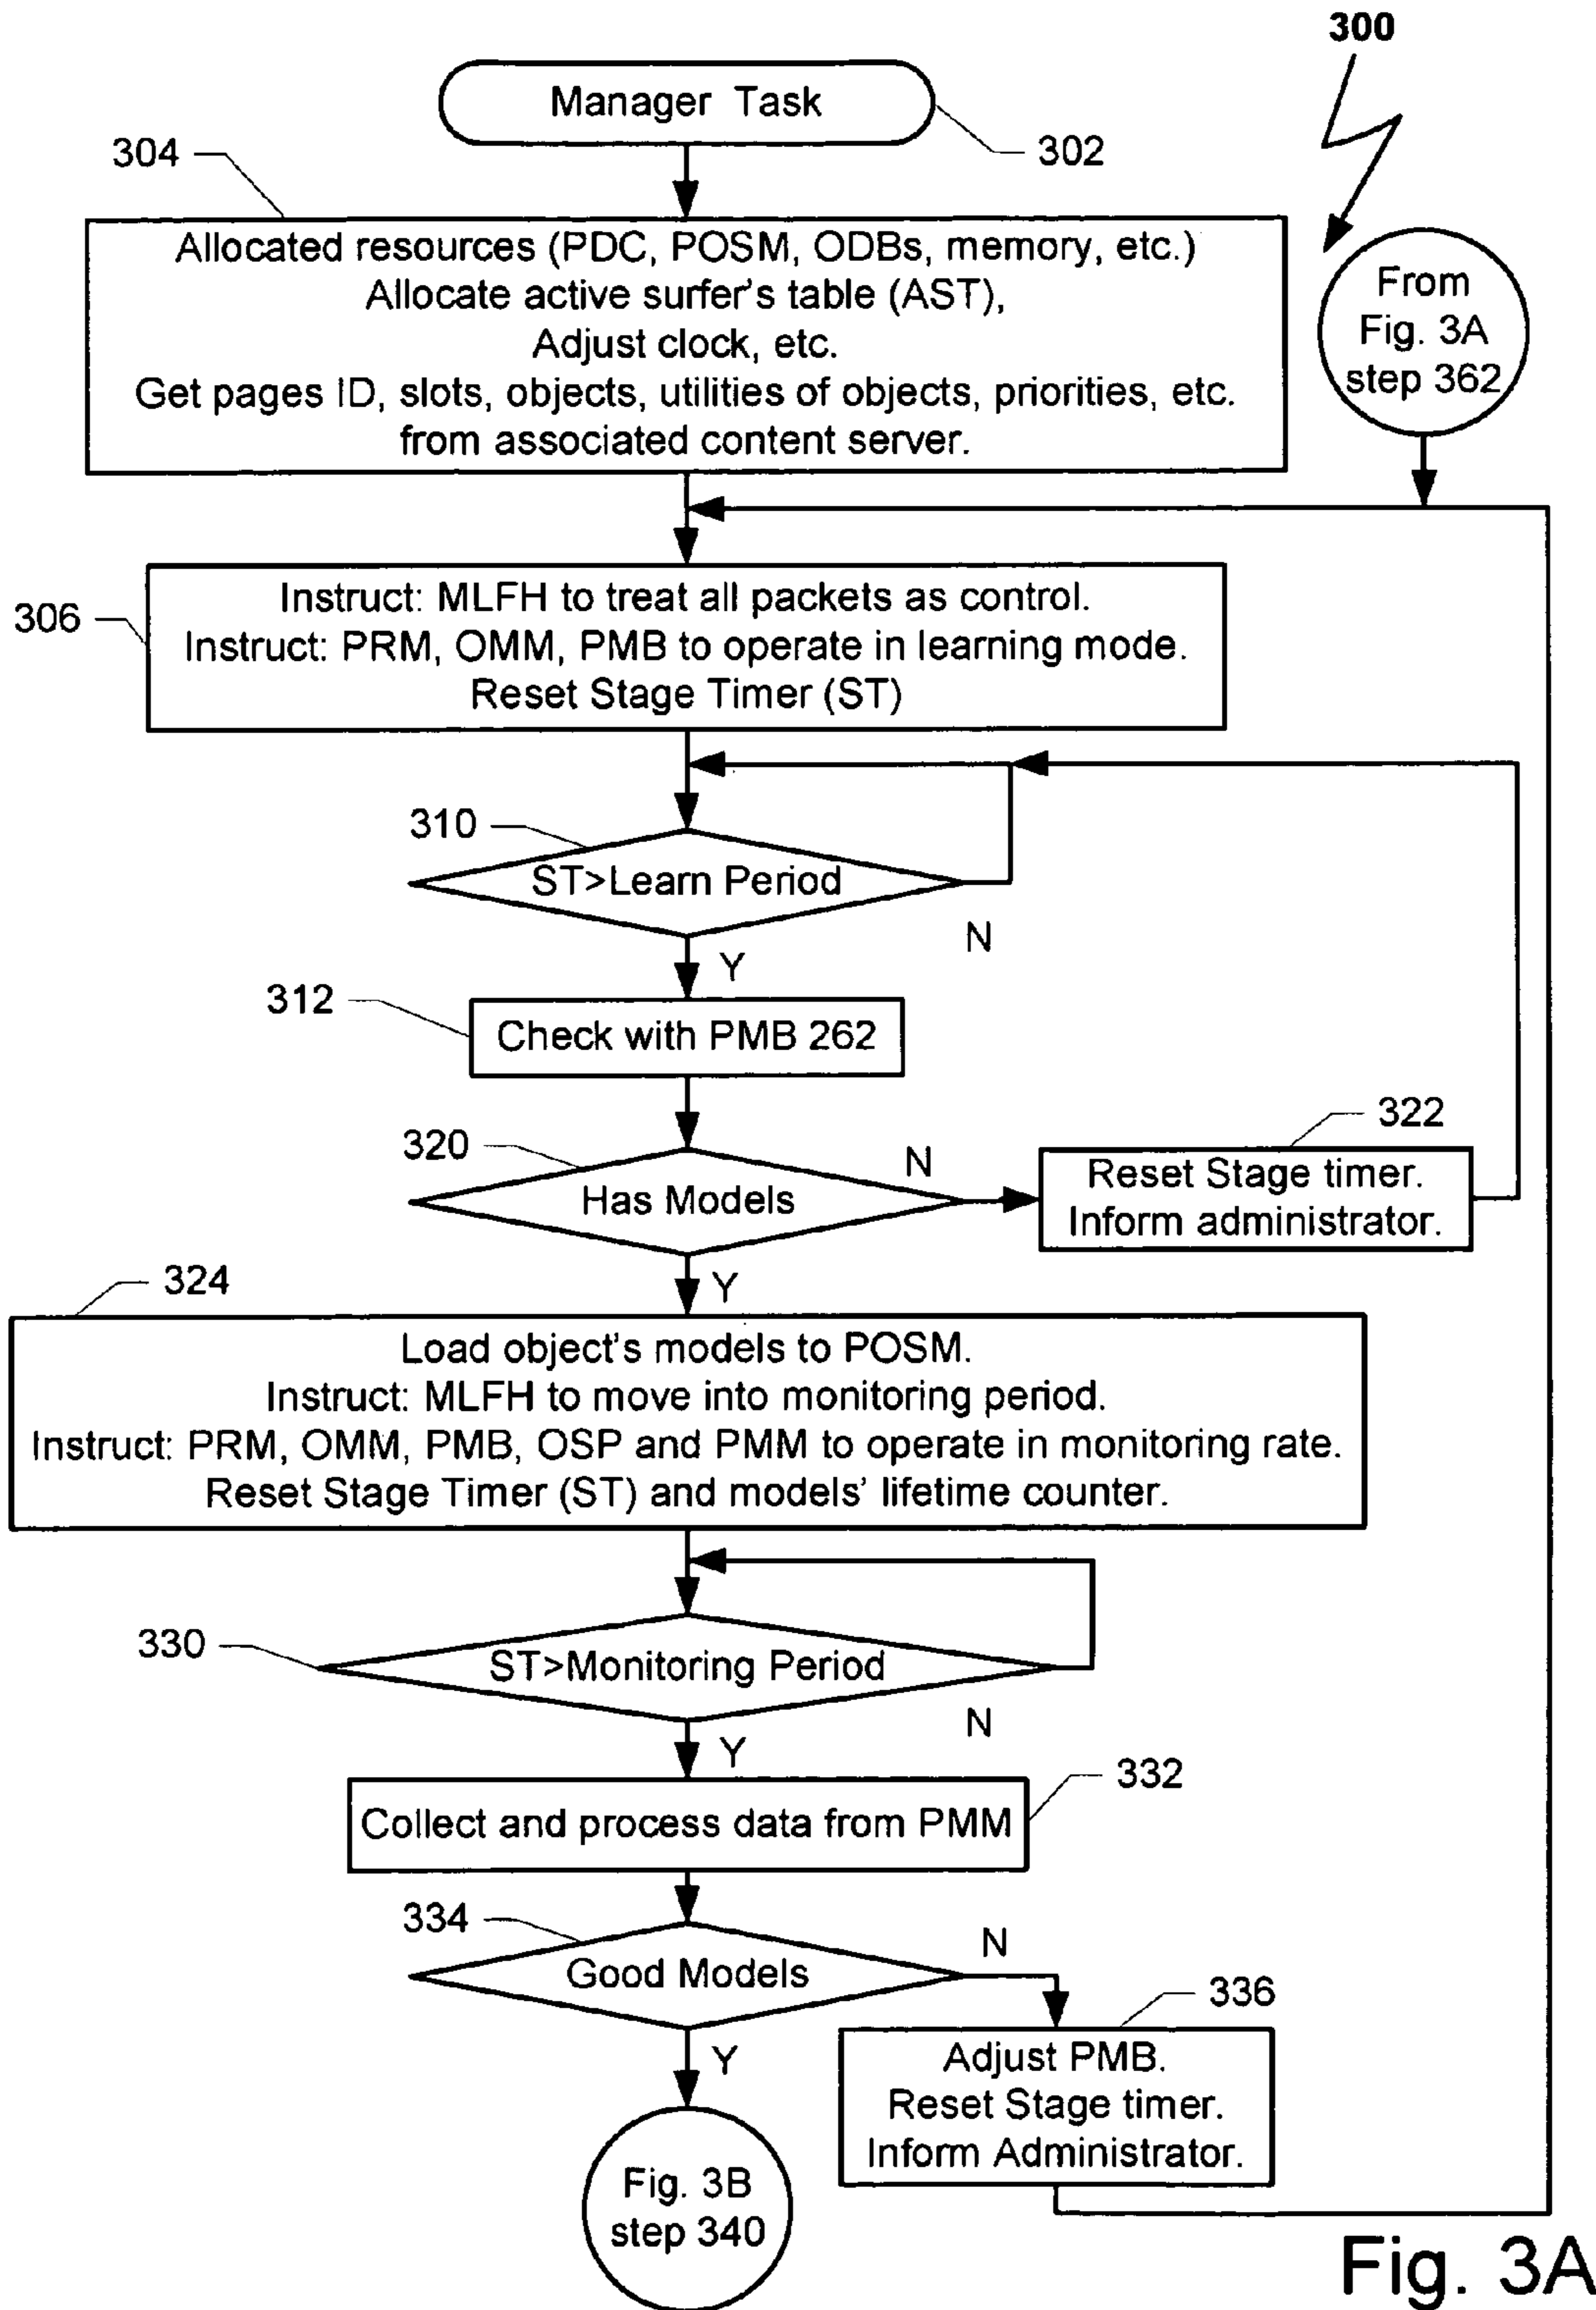 300
Manager Task
302
304
Allocated resources (PDC, POSM, ODBs, memory, etc.)
Allocate active surfer's table (AST),
Adjust clock, etc.
Get pages ID, slots, objects, utilities of objects, priorities, etc.
from associated content server.
From
Fig. 3A
step 362
306
Instruct: MLFH to treat all packets as control.
Instruct: PRM, OMM, PMB to operate in learning mode.
Reset Stage Timer (ST)
310
ST>Learn Period
N
Y
312
Check with PMB 262
320
Has Models
N
322
Reset Stage timer.
Inform administrator.
Y
324
Load object's models to POSM.
Instruct: MLFH to move into monitoring period.
Instruct: PRM, OMM, PMB, OSP and PMM to operate in monitoring rate.
Reset Stage Timer (ST) and models' lifetime counter.
330
ST>Monitoring Period
N
Y
332
Collect and process data from PMM
334
Good Models
N
336
Adjust PMB.
Reset Stage timer.
Inform Administrator.
Y
Fig. 3B
step 340
Fig. 3A